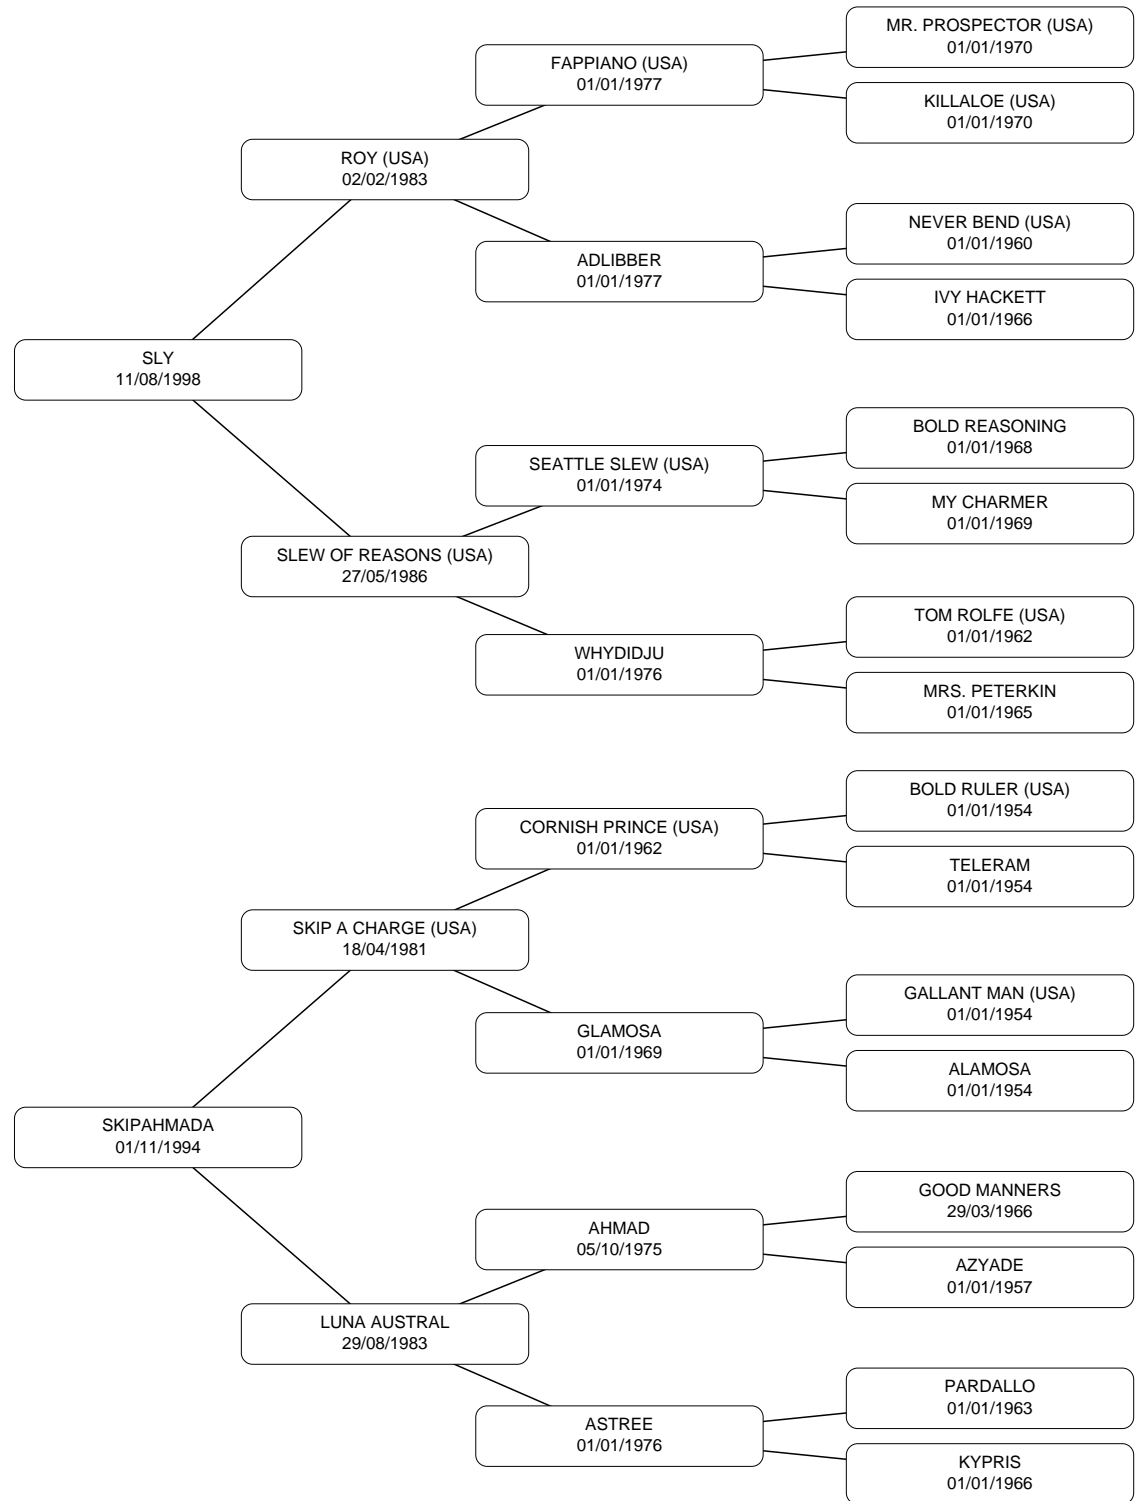 MR. PROSPECTOR (USA)
01/01/1970
FAPPIANO (USA)
01/01/1977
KILLALOE (USA)
01/01/1970
ROY (USA)
02/02/1983
NEVER BEND (USA)
01/01/1960
ADLIBBER
01/01/1977
IVY HACKETT
01/01/1966
SLY
11/08/1998
BOLD REASONING
01/01/1968
SEATTLE SLEW (USA)
01/01/1974
MY CHARMER
01/01/1969
SLEW OF REASONS (USA)
27/05/1986
TOM ROLFE (USA)
01/01/1962
WHYDIDJU
01/01/1976
MRS. PETERKIN
01/01/1965
BOLD RULER (USA)
01/01/1954
CORNISH PRINCE (USA)
01/01/1962
TELERAM
01/01/1954
SKIP A CHARGE (USA)
18/04/1981
GALLANT MAN (USA)
01/01/1954
GLAMOSA
01/01/1969
ALAMOSA
01/01/1954
SKIPAHMADA
01/11/1994
GOOD MANNERS
29/03/1966
AHMAD
05/10/1975
AZYADE
01/01/1957
LUNA AUSTRAL
29/08/1983
PARDALLO
01/01/1963
ASTREE
01/01/1976
KYPRIS
01/01/1966